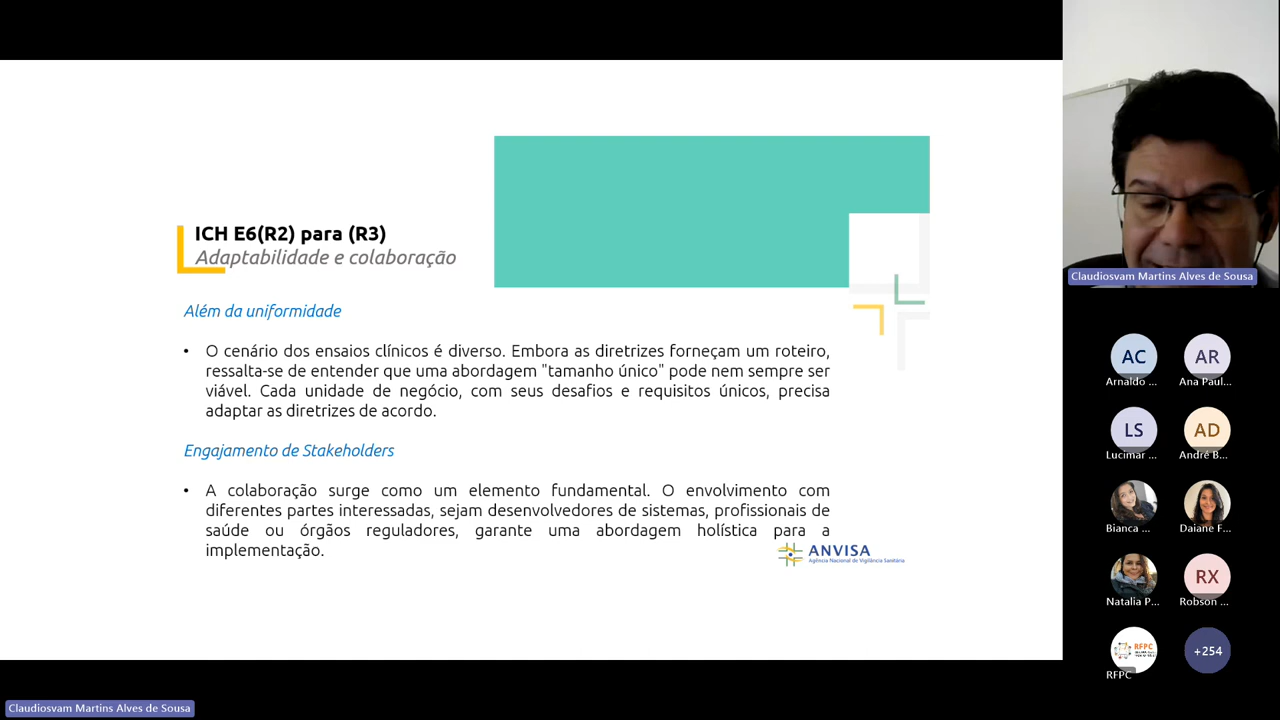 ICH E6(R2) para (R3)
Adaptabilidade e colaboração
Além da uniformidade
• O cenário dos ensaios clínicos é diverso. Embora as diretrizes forneçam um roteiro,
ressalta-se de entender que uma abordagem "tamanho único" pode nem sempre ser
viável. Cada unidade de negócio, com seus desafios e requisitos únicos, precisa
adaptar as diretrizes de acordo.
Engajamento de Stakeholders
• A colaboração surge como um elemento fundamental. O envolvimento com
diferentes partes interessadas, sejam desenvolvedores de sistemas, profissionais de
saúde ou órgãos reguladores, garante uma abordagem holística para a
implementação.
ANVISA
Agência Nacional de Vigilância Sanitária
Claudiosvam Martins Alves de Sousa
AC
AR
Arnaldo ...
Ana Paul...
LS
AD
Lucimar ...
André B...
Bianca ...
Daiane F...
RX
Natalia P...
Robson ...
RFPC
+254
RFPC
Claudiosvam Martins Alves de Sousa